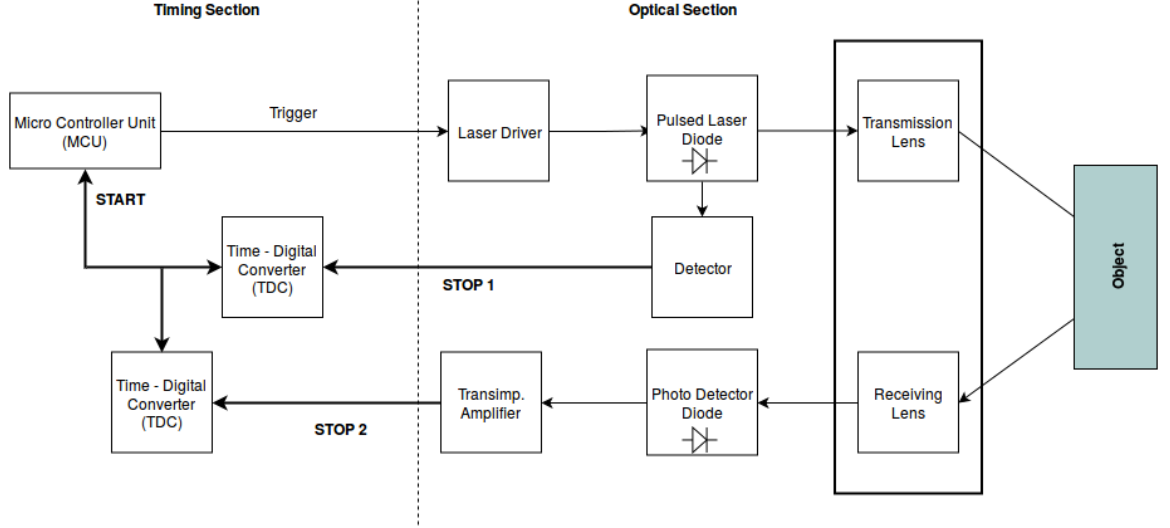 Timing Section
Optical Section
Micro Controller Unit
(MCU)
Trigger
Laser Driver
Pulsed Laser
Diode
Transmission
Lens
START
Time - Digital
Converter
(TDC)
STOP 1
Detector
Object
Time - Digital
Converter
(TDC)
STOP 2
Transimp.
Amplifier
Photo Detector
Diode
Receiving
Lens